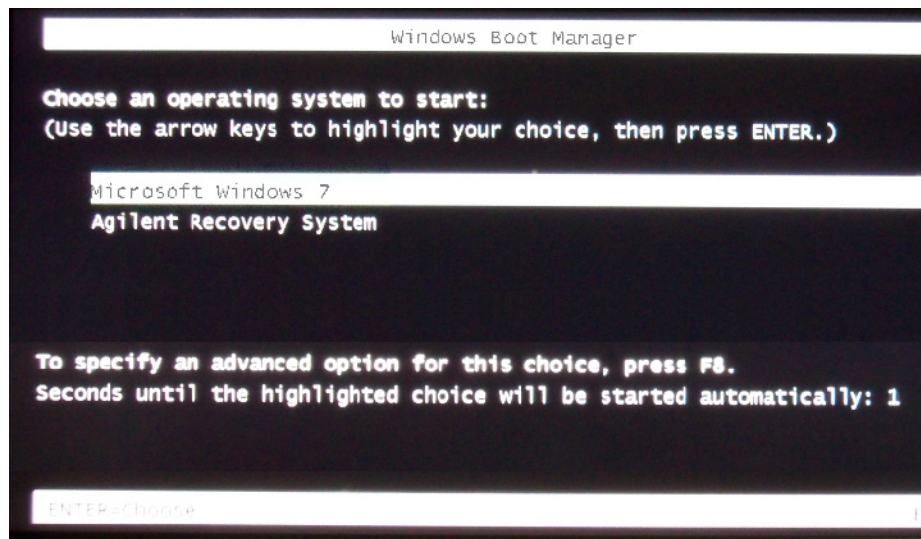 Windows Boot Manager
Choose an operating system to start:
(Use the arrow keys to highlight your choice, then press ENTER.)
Microsoft Windows 7
Agilent Recovery System
To specify an advanced option for this choice, press F8.
Seconds until the highlighted choice will be started automatically: 1
ENTER=Choose